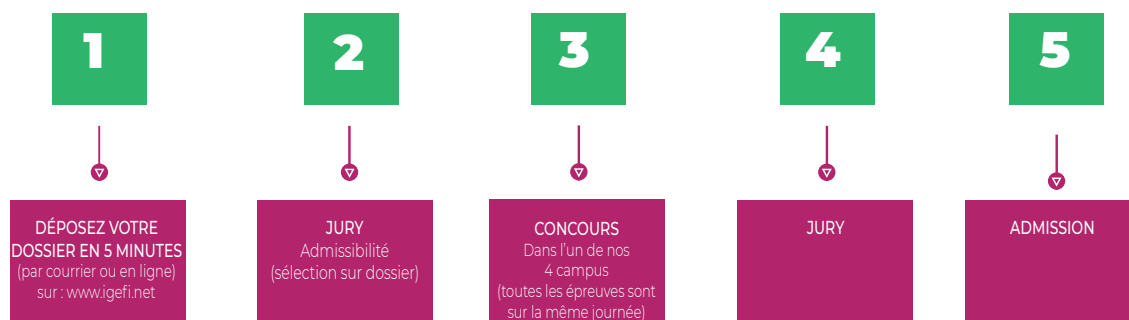 1
2
3
4
5
DÉPOSEZ VOTRE
DOSSIER EN 5 MINUTES
(par courrier ou en ligne)
sur : www.igefi.net
JURY
Admissibilité
(sélection sur dossier)
CONCOURS
Dans l'un de nos
4 campus
(toutes les épreuves sont
sur la même journée)
JURY
ADMISSION